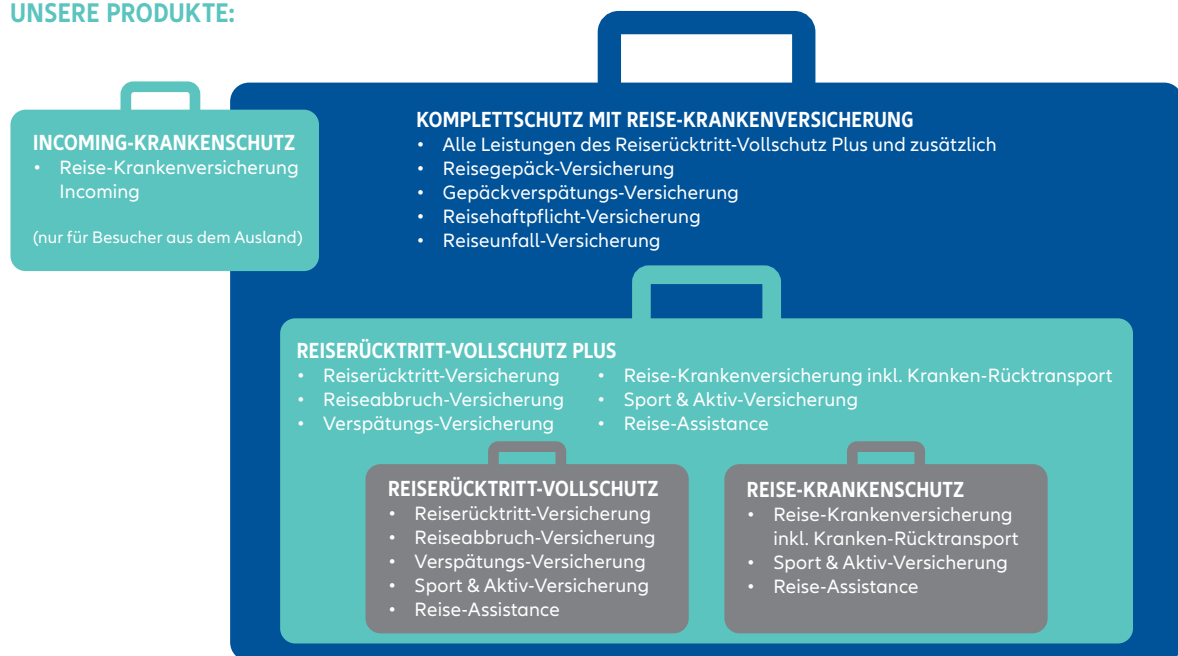 UNSERE PRODUKTE:
INCOMING-KRANKENSCHUTZ
• Reise-Krankenversicherung
Incoming
(nur für Besucher aus dem Ausland)
KOMPLETTSCHUTZ MIT REISE-KRANKENVERSICHERUNG
• Alle Leistungen des Reiserücktritt-Vollschutz Plus und zusätzlich
• Reisegepäck-Versicherung
• Gepäckverspätungs-Versicherung
• Reisehaftpflicht-Versicherung
• Reiseunfall-Versicherung
REISERÜCKTRITT-VOLLSCHUTZ PLUS
• Reiserücktritt-Versicherung
• Reiseabbruch-Versicherung
• Verspätungs-Versicherung
• Reise-Krankenversicherung inkl. Kranken-Rücktransport
• Sport & Aktiv-Versicherung
• Reise-Assistance
REISERÜCKTRITT-VOLLSCHUTZ
• Reiserücktritt-Versicherung
• Reiseabbruch-Versicherung
• Verspätungs-Versicherung
• Sport & Aktiv-Versicherung
• Reise-Assistance
REISE-KRANKENSCHUTZ
• Reise-Krankenversicherung
inkl. Kranken-Rücktransport
• Sport & Aktiv-Versicherung
• Reise-Assistance